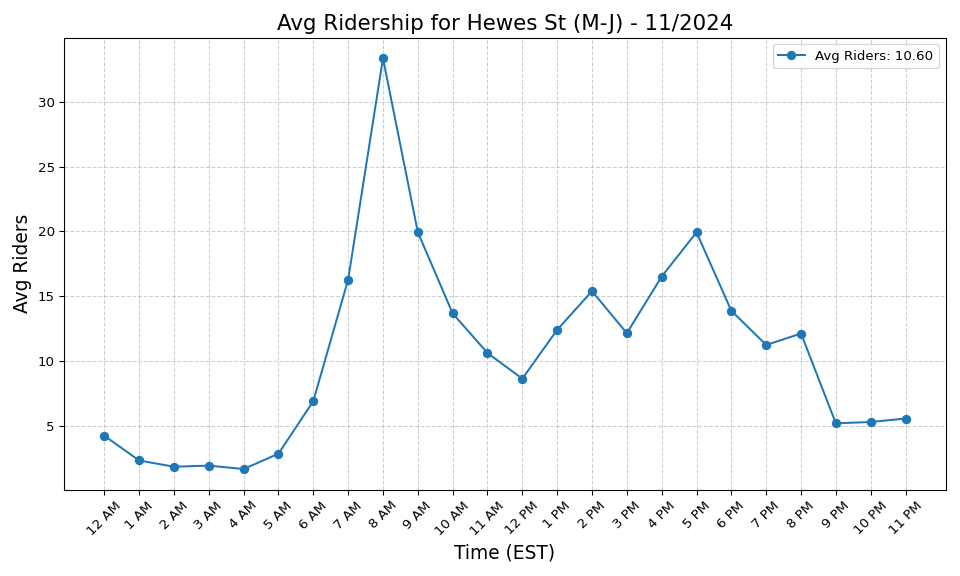 Avg Ridership for Hewes St (M-J) - 11/2024
Avg Riders: 10.60
Avg Riders
30
25
20
15
10
5
12 AM
1 AM
2 AM
3 AM
4 AM
5 AM
6 AM
7 AM
8 AM
9 AM
10 AM
11 AM
12 PM
1 PM
2 PM
3 PM
4 PM
5 PM
6 PM
7 PM
8 PM
9 PM
10 PM
11 PM
Time (EST)